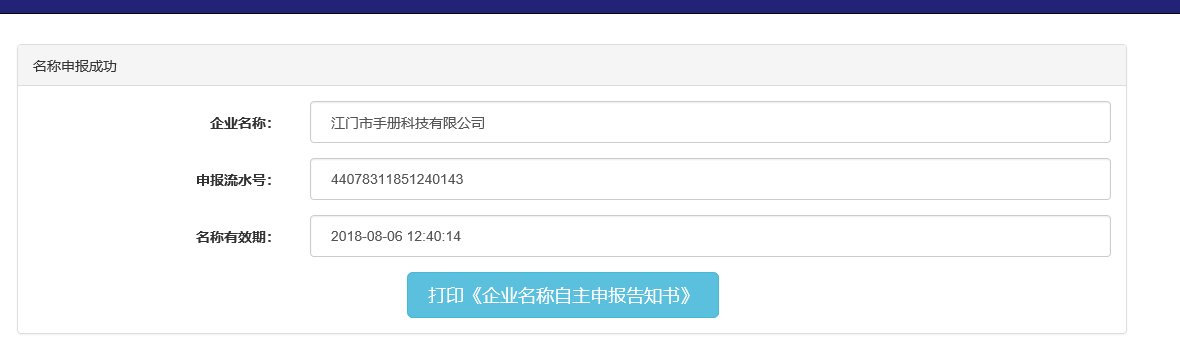 名称申报成功
企业名称：
江门市手册科技有限公司
申报流水号：
44078311851240143
名称有效期：
2018-08-06 12:40:14
打印《企业名称自主申报告知书》